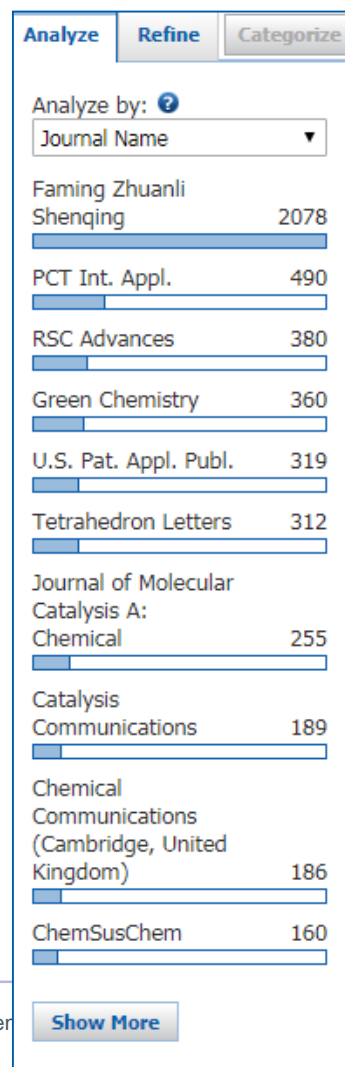 Analyze Refine Categorize
Analyze by:
Journal Name
Faming Zhuanli
Shenqing 2078
PCT Int. Appl. 490
RSC Advances 380
Green Chemistry 360
U.S. Pat. Appl. Publ. 319
Tetrahedron Letters 312
Journal of Molecular
Catalysis A:
Chemical 255
Catalysis
Communications 189
Chemical
Communications
(Cambridge, United
Kingdom) 186
ChemSusChem 160
Show More